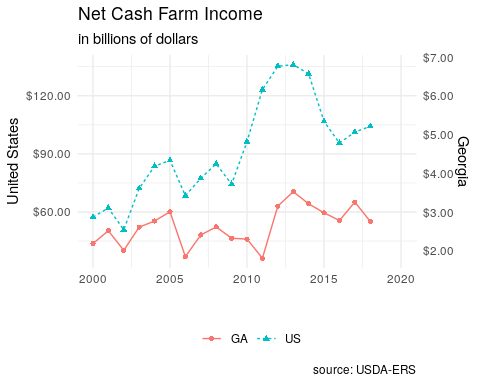 Net Cash Farm Income
in billions of dollars
United States
$120.00
$90.00
$60.00
$7.00
$6.00
$5.00
$4.00
$3.00
$2.00
Georgia
2000 2005 2010 2015 2020
GA US
source: USDA-ERS